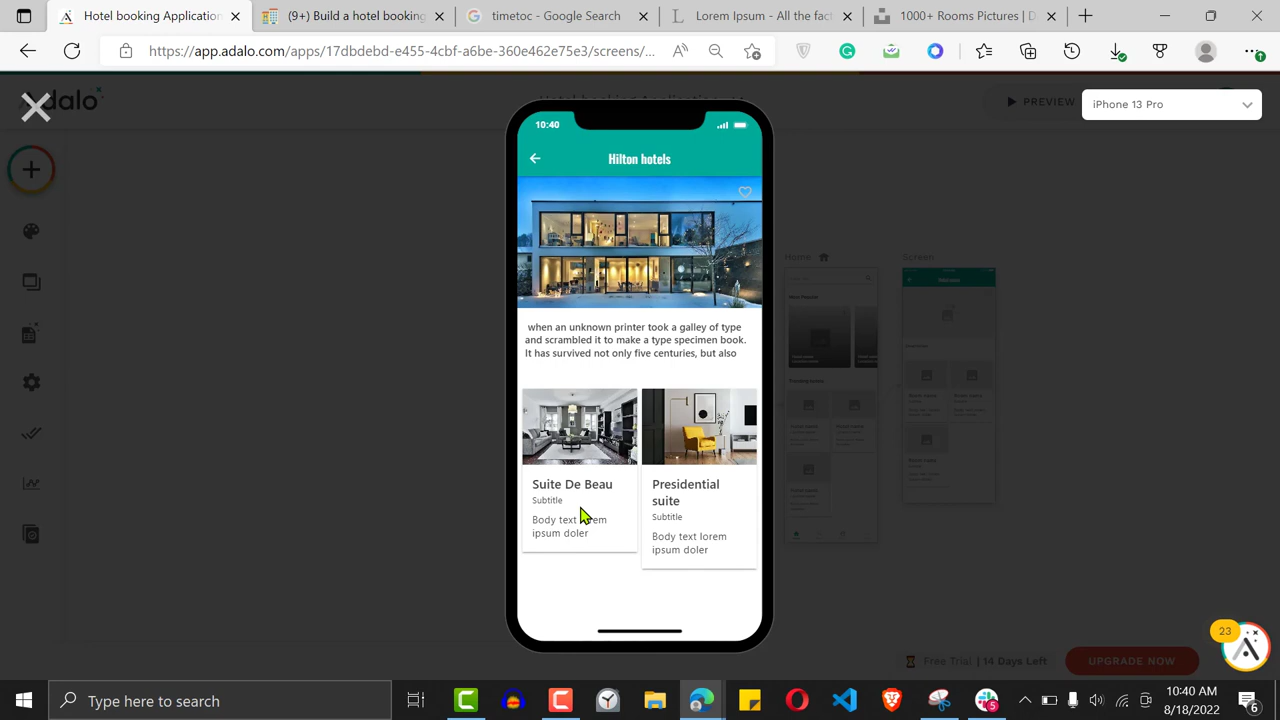 Hotel booking Application
(9+) Build a hotel booking
timetoc - Google Search
Lorem Ipsum - All the fact
1000+ Rooms Pictures | D
https://app.adalo.com/apps/17dbdebd-e455-4cbf-a6be-360e462e75e3/screens/...
Adalo
Hotel booking Application
PREVIEW
iPhone 13 Pro
10:40
Hilton hotels
when an unknown printer took a galley of type
and scrambled it to make a type specimen book.
It has survived not only five centuries, but also
Suite De Beau
Subtitle
Body text lorem
ipsum doler
Presidential
suite
Subtitle
Body text lorem
ipsum doler
Home
Screen
23
Free Trial | 14 Days Left
UPGRADE NOW
Type here to search
5
10:40 AM
8/18/2022
6